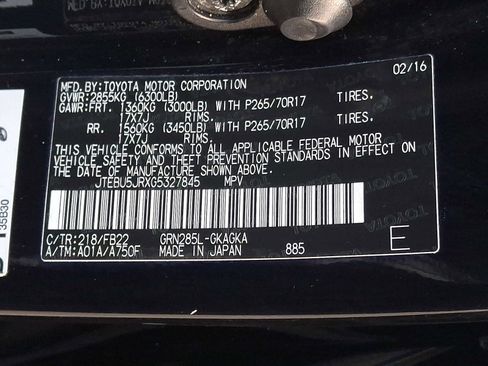 MFD. BY: TOYOTA MOTOR CORPORATION 02/16
GVWR: 2855KG (6300LB)
GAWR: FRT. 1360KG (3000LB) WITH P265/70R17 TIRES.
17X7J RIMS.
RR. 1560KG (3450LB) WITH P265/70R17 TIRES.
17X7J RIMS.
THIS VEHICLE CONFORMS TO ALL APPLICABLE FEDERAL MOTOR
VEHICLE SAFETY AND THEFT PREVENTION STANDARDS IN EFFECT ON
THE DATE OF MANUFACTURE SHOWN ABOVE.
JTEBU5JRXG5327845 MPV
C/TR: 218/FB22 GRN285L-GKAGKA
A/TM: A01A/A750F MADE IN JAPAN 885 E
35B30